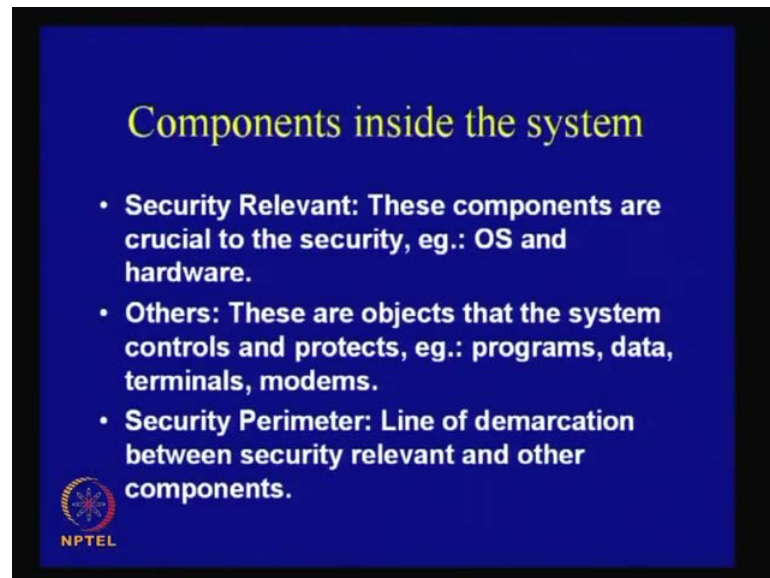 Components inside the system
• Security Relevant: These components are
crucial to the security, eg.: OS and
hardware.
• Others: These are objects that the system
controls and protects, eg.: programs, data,
terminals, modems.
• Security Perimeter: Line of demarcation
between security relevant and other
components.
NPTEL